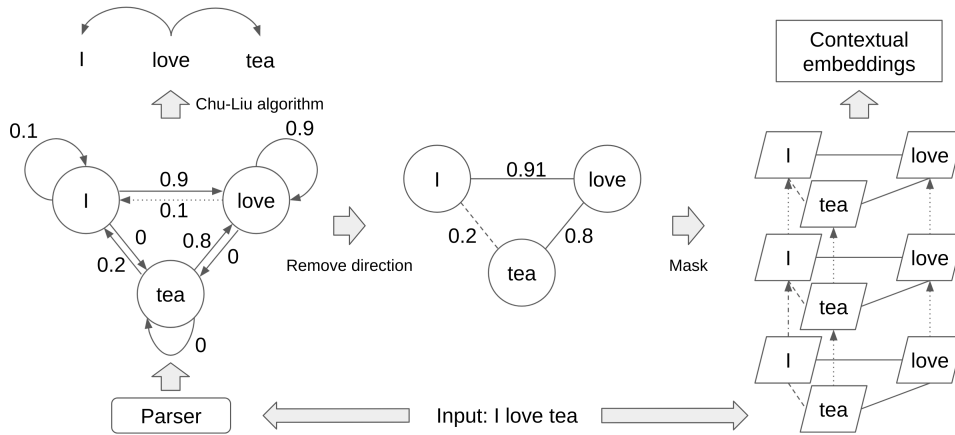 I love tea
Chu-Liu algorithm
0.1
0.9
I
0.9
0.1
love
0
0.2
0.8
0
tea
0
Parser
Remove direction
I
0.91
love
0.2
0.8
tea
Mask
Input: I love tea
Contextual
embeddings
I
love
tea
I
love
tea
I
love
tea